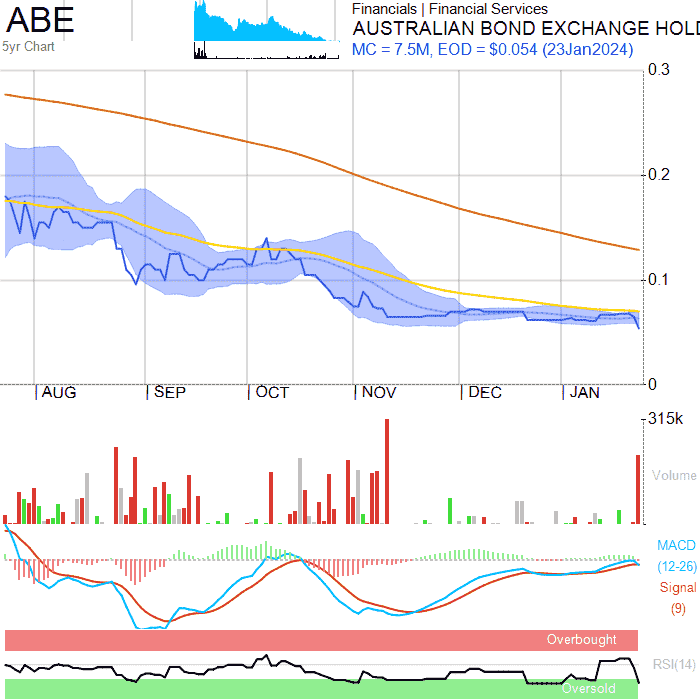 ABE
5yr Chart
Financials | Financial Services
AUSTRALIAN BOND EXCHANGE HOLD
MC = 7.5M, EOD = $0.054 (23Jan2024)
0.3
0.2
0.1
0
AUG SEP OCT NOV DEC JAN
315k
Volume
MACD
(12-26)
Signal
(9)
Overbought
RSI(14)
Oversold